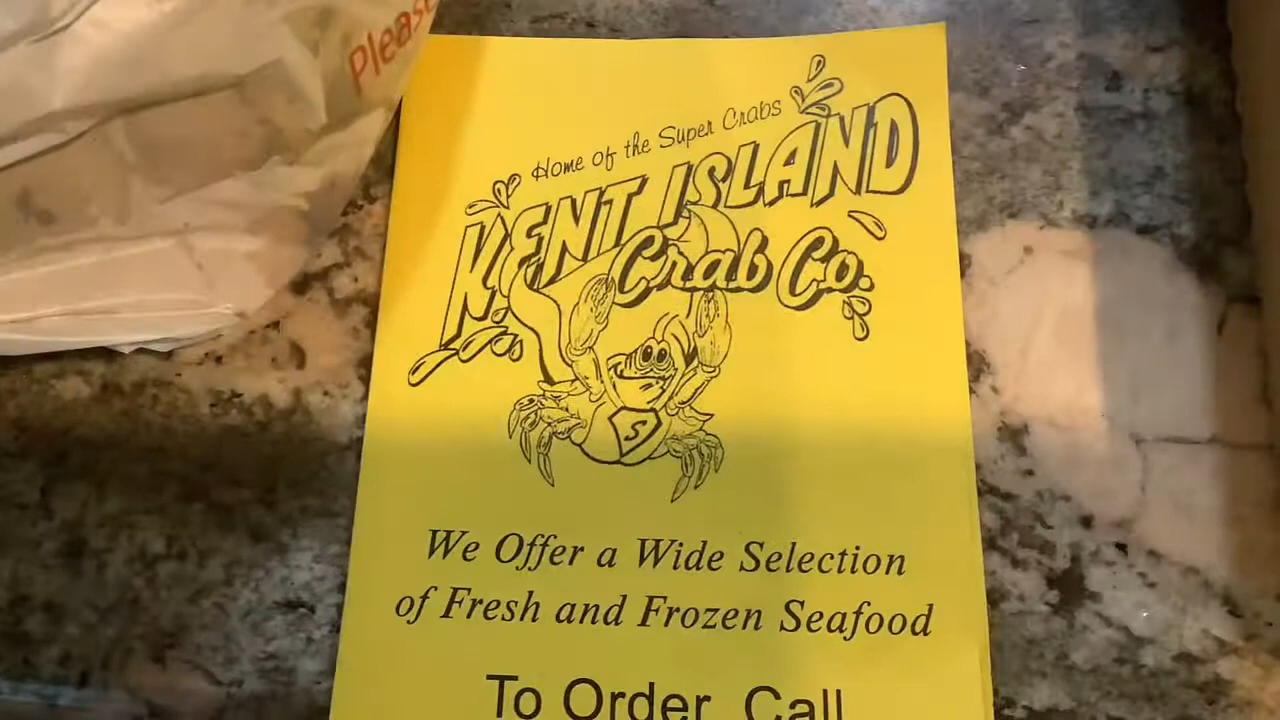 Please
Home of the Super Crabs
KENT ISLAND
Crab Co.
S
We Offer a Wide Selection
of Fresh and Frozen Seafood
To Order, Call